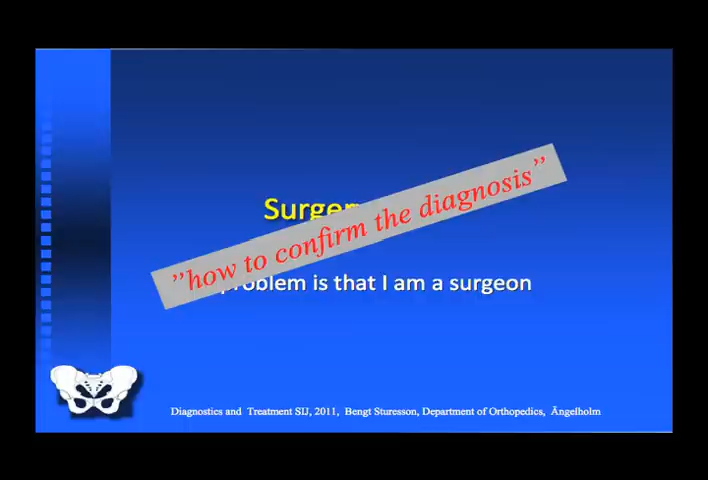 ”how to confirm the diagnosis”
problem is that I am a surgeon
Diagnostics and Treatment SIJ, 2011, Bengt Sturesson, Department of Orthopedics, Ängelholm